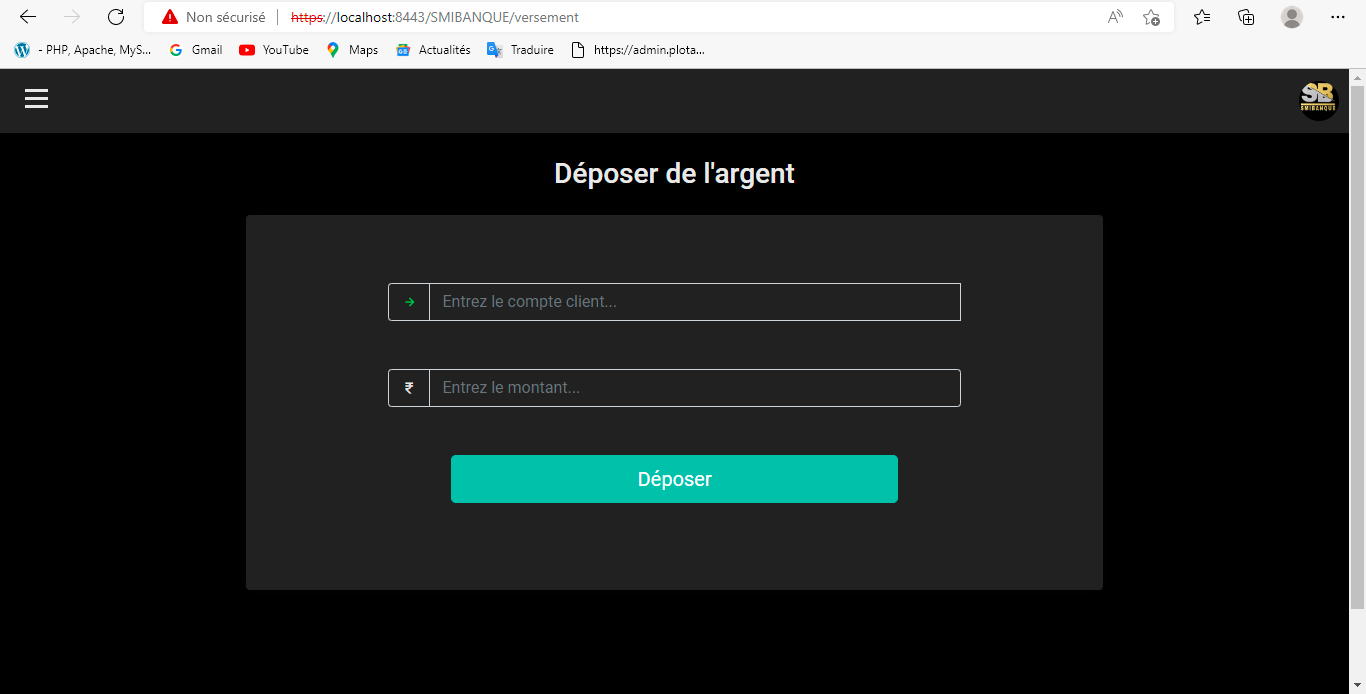 Non sécurisé https://localhost:8443/SMIBANQUE/versement
- PHP, Apache, MyS... Gmail YouTube Maps Actualités Traduire https://admin.plota...
SB
SMIBANQUE
Déposer de l'argent
Entrez le compte client...
₹ Entrez le montant...
Déposer